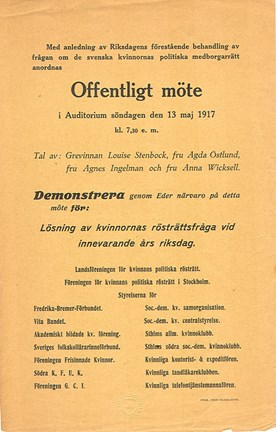 Med anledning av Riksdagens förestående behandling av
frågan om de svenska kvinnornas politiska medborgarrätt
anordnas
Offentligt möte
i Auditorium söndagen den 13 maj 1917
kl. 7,30 e. m.
Tal av: Grevinnan Louise Stenbock, fru Agda Östlund,
fru Agnes Ingelman och fru Anna Wicksell.
Demonstrera genom Eder närvaro på detta
möte för:
Lösning av kvinnornas rösträttsfråga vid
innevarande års riksdag.
Landsföreningen för kvinnans politiska rösträtt.
Föreningen för kvinnans politiska rösträtt i Stockholm.
Styrelserna för
Fredrika-Bremer-Förbundet.
Vita Bandet.
Akademiskt bildade kv. förening.
Sveriges folkskollärarinneförbund.
Föreningen Frisinnade Kvinnor.
Södra K. F. U. K.
Föreningen G. C. I.
Soc.-dem. kv. samorganisation.
Soc.-dem. kv. centralstyrelse.
Sthlms allm. kvinnoklubb.
Sthlms södra soc.-dem. kvinnoklubb.
Kvinnliga kontorist- & expeditfören.
Kvinnliga tandläkareklubben.
Kvinnliga telefontjänstemannafören.